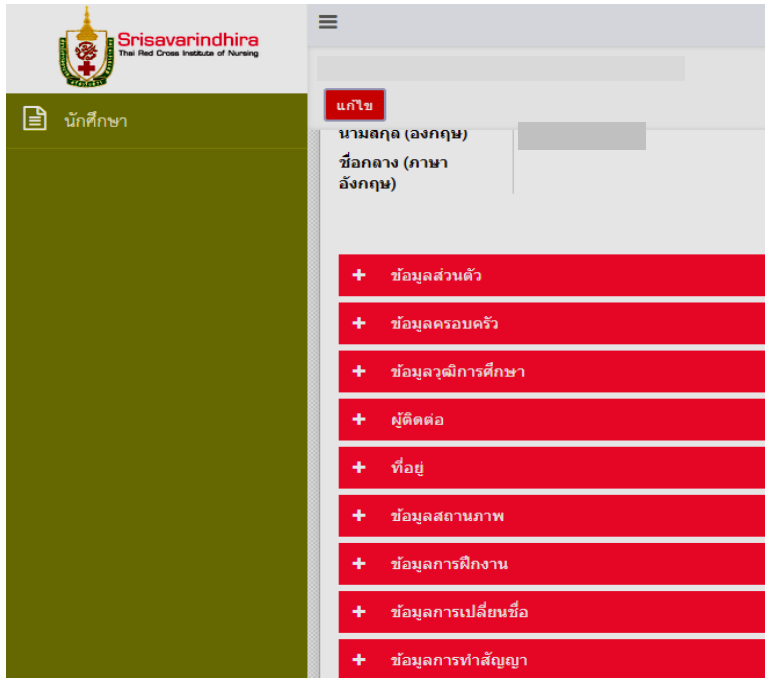 Srisavarindhira
Thai Red Cross Institute of Nursing
นักศึกษา
แก้ไข
นามสกุล (อังกฤษ)
ชื่อกลาง (ภาษา
อังกฤษ)
ข้อมูลส่วนตัว
ข้อมูลครอบครัว
ข้อมูลวุฒิการศึกษา
ผู้ติดต่อ
ที่อยู่
ข้อมูลสถานภาพ
ข้อมูลการฝึกงาน
ข้อมูลการเปลี่ยนชื่อ
ข้อมูลการทำสัญญา